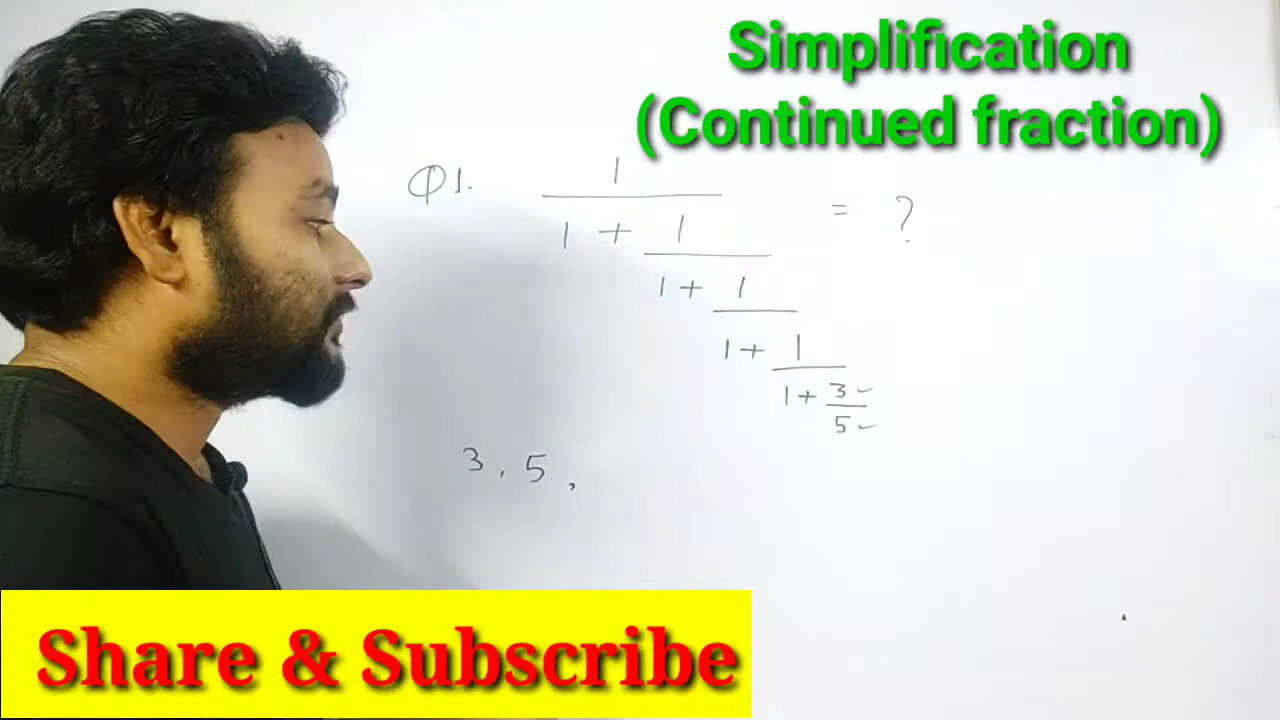 Simplification
(Continued fraction)
Q1. 1
= ?
1 + 1
1 + 1
1 + 1
1 + 3
5
3, 5,
Share & Subscribe